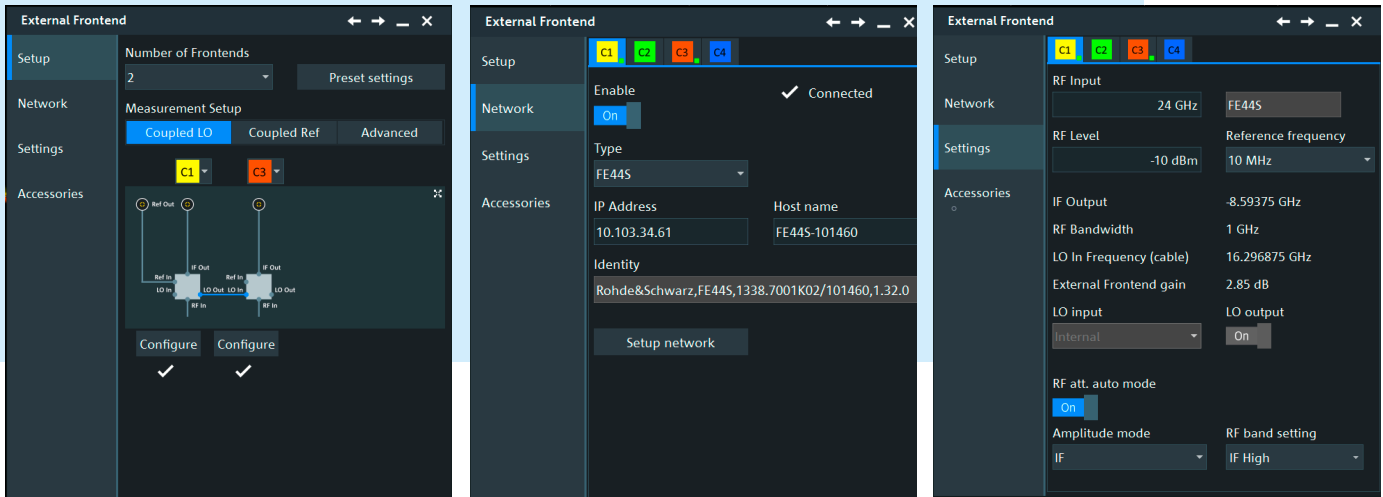 External Frontend
Setup
Network
Settings
Accessories
Number of Frontends
2
Preset settings
Measurement Setup
Coupled LO
Coupled Ref
Advanced
C1
C3
Ref Out
IF Out
IF Out
Ref In
Ref In
LO In
LO Out
LO In
LO Out
RF In
RF In
Configure
Configure
External Frontend
Setup
Network
Settings
Accessories
C1
C2
C3
C4
Enable
On
Connected
Type
FE44S
IP Address
Host name
10.103.34.61
FE44S-101460
Identity
Rohde&Schwarz,FE44S,1338.7001K02/101460,1.32.0
Setup network
External Frontend
Setup
Network
Settings
Accessories
C1
C2
C3
C4
RF Input
24 GHz
FE44S
RF Level
Reference frequency
-10 dBm
10 MHz
IF Output
-8.59375 GHz
RF Bandwidth
1 GHz
LO In Frequency (cable)
16.296875 GHz
External Frontend gain
2.85 dB
LO input
LO output
Internal
On
RF att. auto mode
On
Amplitude mode
RF band setting
IF
IF High